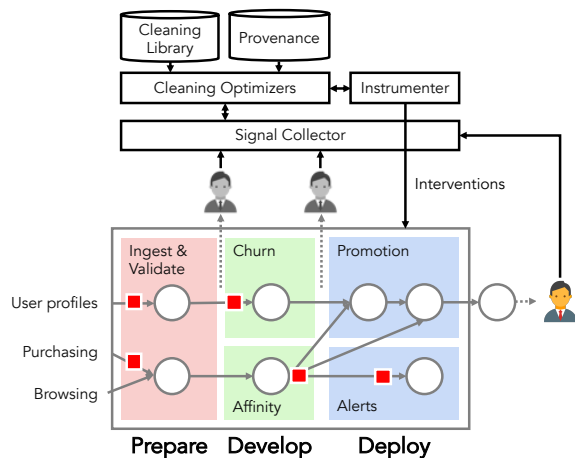 Cleaning
Library
Provenance
Cleaning Optimizers
Instrumenter
Signal Collector
Interventions
Ingest &
Validate
Churn
Promotion
User profiles
Purchasing
Browsing
Affinity
Alerts
Prepare
Develop
Deploy